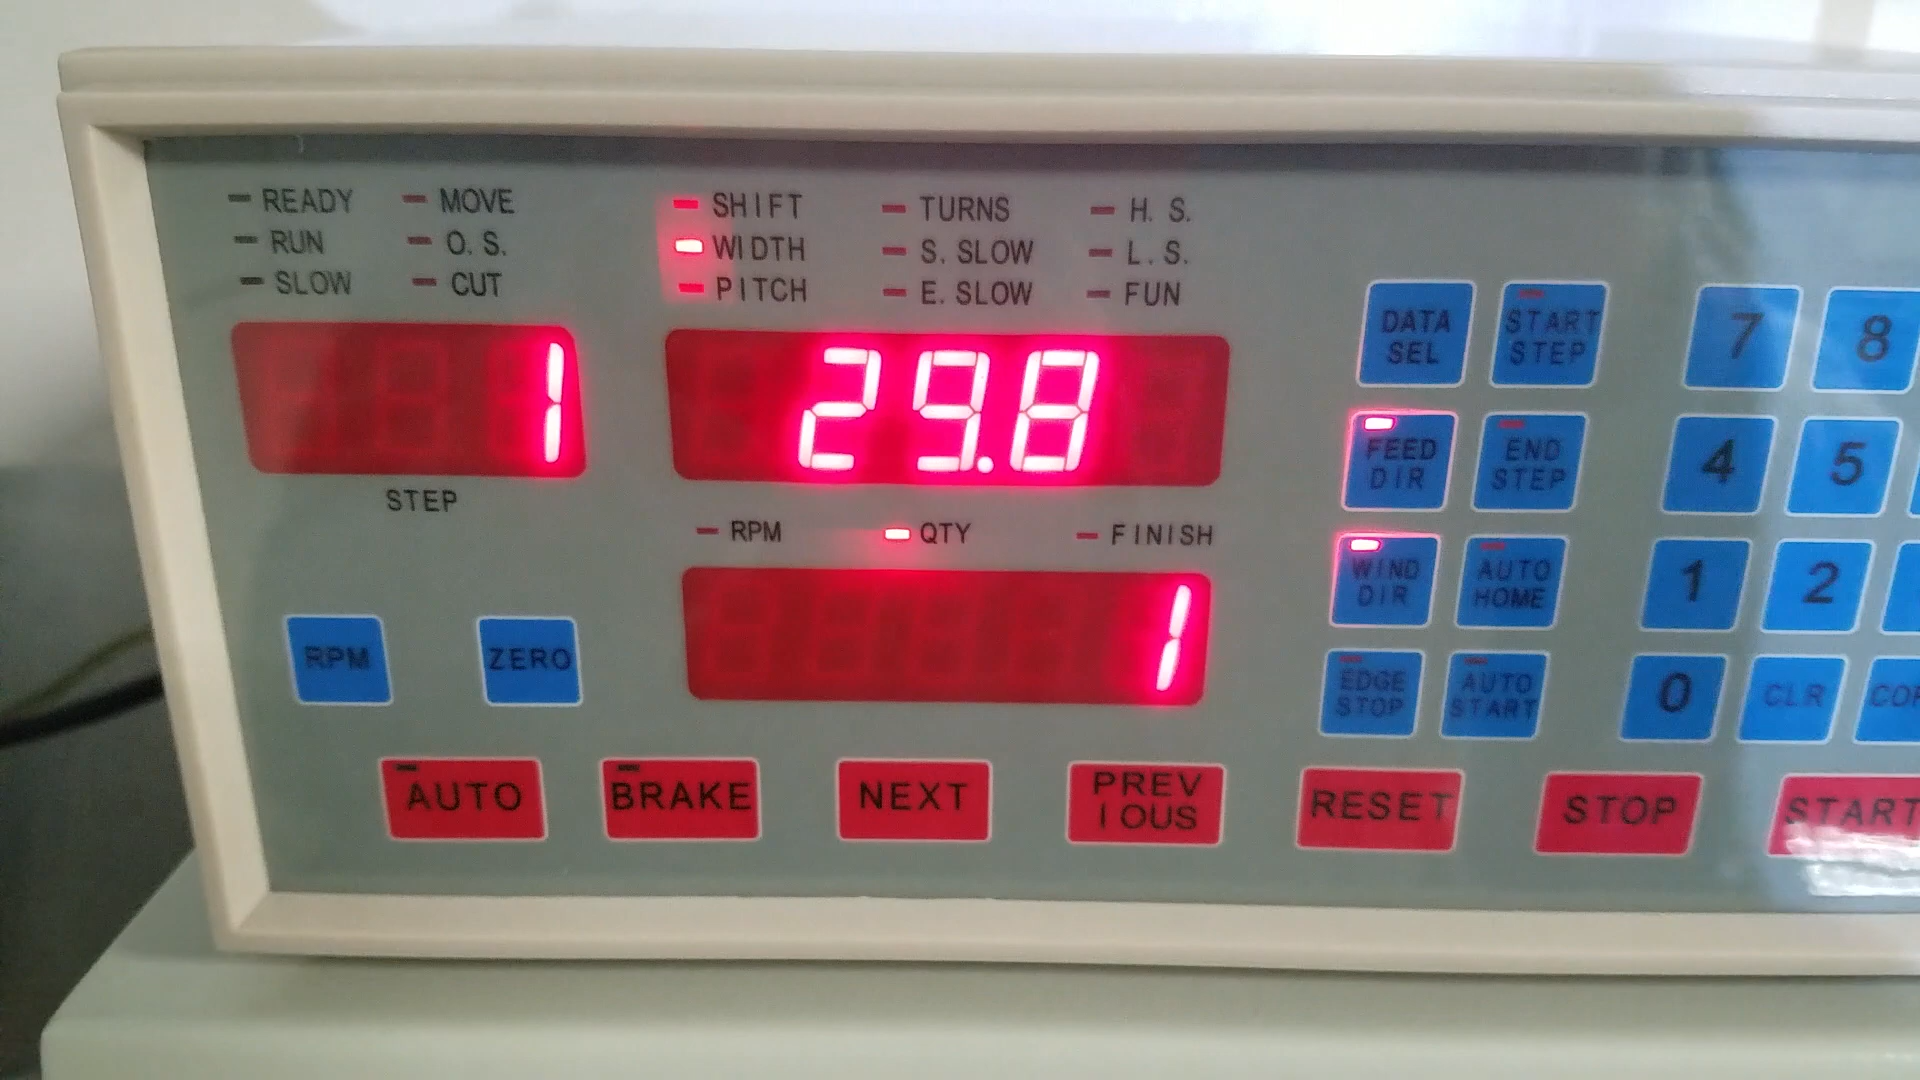 READY MOVE SHIFT TURNS H. S.
RUN O. S. WIDTH S. SLOW L. S.
SLOW CUT PITCH E. SLOW FUN
1 29.8
STEP
RPM QTY FINISH
1
RPM ZERO
DATA SEL
START STEP
7 8
FEED DIR
END STEP
4 5
WIND DIR
AUTO HOME
1 2
EDGE STOP
AUTO START
0 CLR
AUTO BRAKE NEXT PREV IOUS RESET STOP START